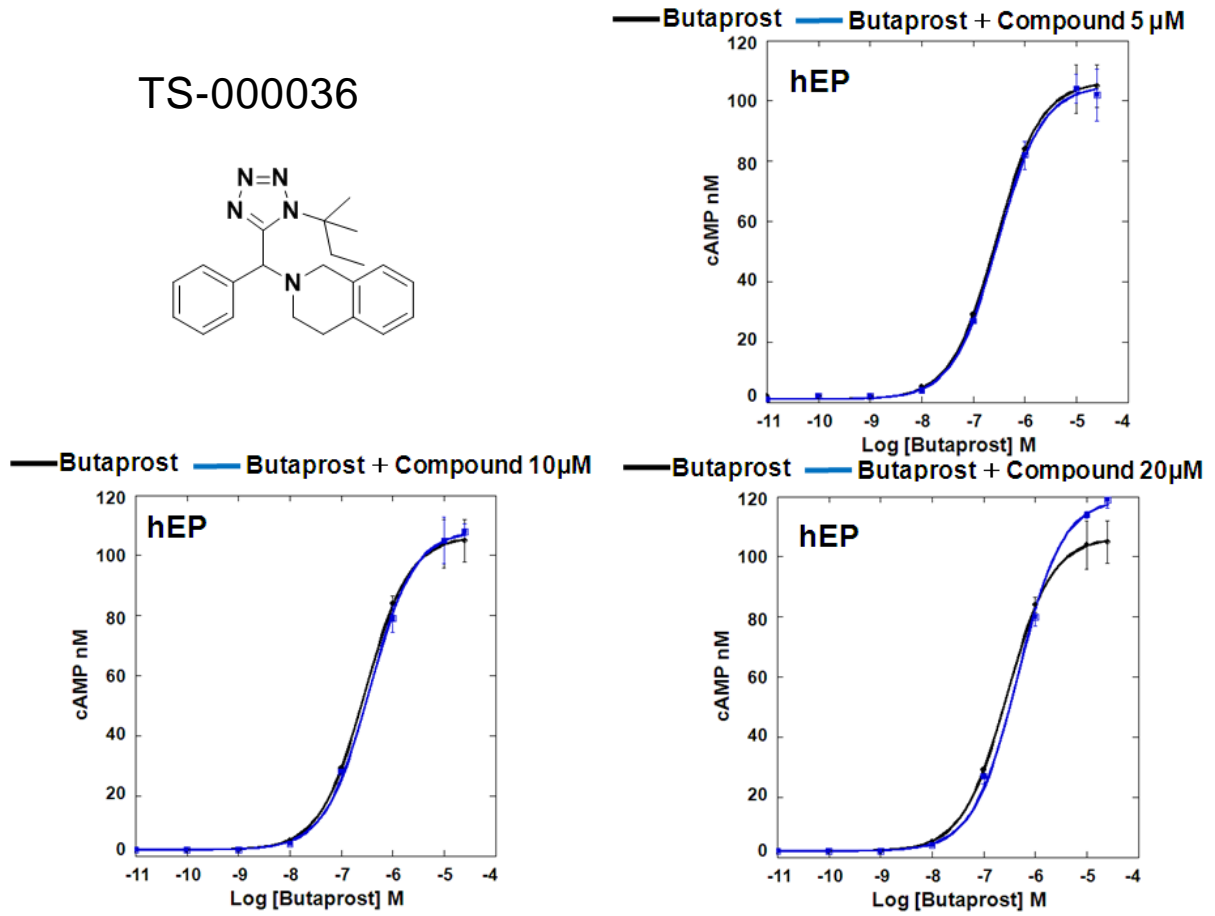 Butaprost Butaprost + Compound 5 µM
TS-000036
hEP
120
100
80
60
40
20
0
cAMP nM
-11 -10 -9 -8 -7 -6 -5 -4
Log [Butaprost] M
N=N
N N
N
Butaprost Butaprost + Compound 10µM
hEP
120
100
80
60
40
20
0
cAMP nM
-11 -10 -9 -8 -7 -6 -5 -4
Log [Butaprost] M
Butaprost Butaprost + Compound 20µM
hEP
120
100
80
60
40
20
0
cAMP nM
-11 -10 -9 -8 -7 -6 -5 -4
Log [Butaprost] M